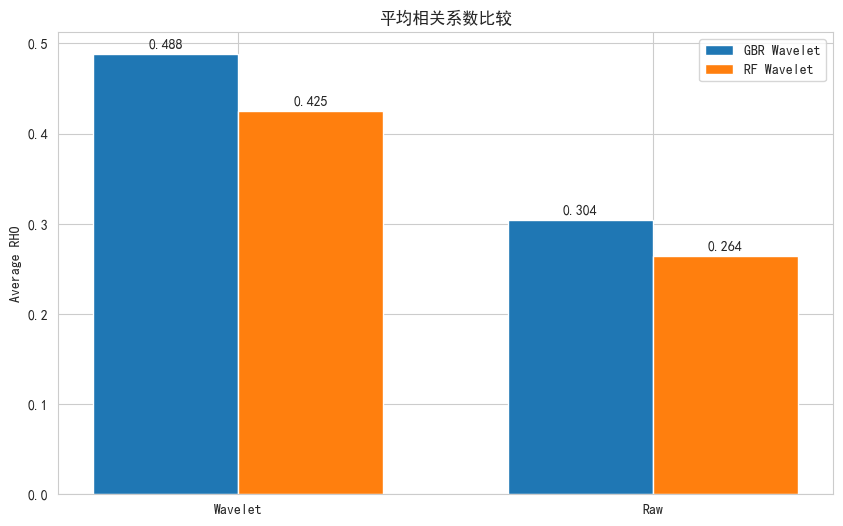 平均相关系数比较
GBR Wavelet
RF Wavelet
Average RHO
0.5
0.4
0.3
0.2
0.1
0.0
0.488
0.425
0.304
0.264
Wavelet
Raw